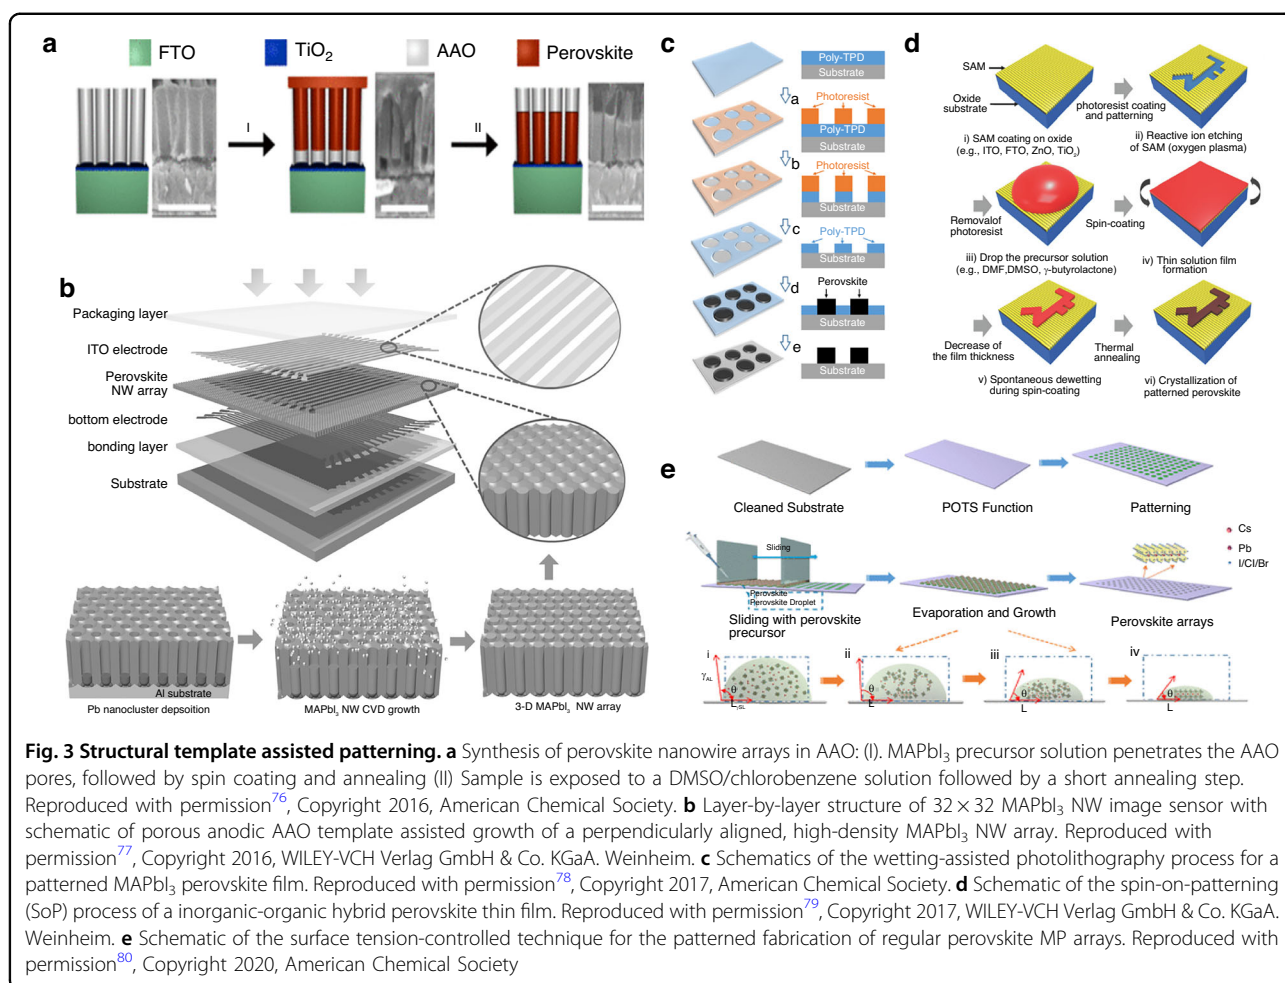 a
FTO
TiO2
AAO
Perovskite
I
II
b
Packaging layer
ITO electrode
Perovskite
NW array
bottom electrode
bonding layer
Substrate
Al substrate
Pb nanocluster depsoition
MAPbI3 NW CVD growth
3-D MAPbI3 NW array
c
Poly-TPD
Substrate
a
Photoresist
Poly-TPD
Substrate
b
Photoresist
Substrate
c
Poly-TPD
Substrate
d
Perovskite
Substrate
e
Substrate
d
SAM
Oxide
substrate
i) SAM coating on oxide
(e.g., ITO, FTO, ZnO, TiO2)
photoresist coating
and patterning
ii) Reactive ion etching
of SAM (oxygen plasma)
Removalof
photoresist
iii) Drop the precursor solution
(e.g., DMF,DMSO, γ-butyrolactone)
Spin-coating
iv) Thin solution film
formation
Decrease of
the film thickness
v) Spontaneous dewetting
during spin-coating
Thermal
annealing
vi) Crystallization of
patterned perovskite
e
Cleaned Substrate
POTS Function
Patterning
Sliding
Perovskite
Perovskite Droplet
Sliding with perovskite
precursor
Evaporation and Growth
Perovskite arrays
Cs
Pb
I/Cl/Br
i
γAL
θ
L
γSL
ii
θ
L
iii
θ
L
iv
θ
L
Fig. 3 Structural template assisted patterning. a Synthesis of perovskite nanowire arrays in AAO: (I). MAPbI3 precursor solution penetrates the AAO
pores, followed by spin coating and annealing (II) Sample is exposed to a DMSO/chlorobenzene solution followed by a short annealing step.
Reproduced with permission76, Copyright 2016, American Chemical Society. b Layer-by-layer structure of 32 × 32 MAPbI3 NW image sensor with
schematic of porous anodic AAO template assisted growth of a perpendicularly aligned, high-density MAPbI3 NW array. Reproduced with
permission77, Copyright 2016, WILEY-VCH Verlag GmbH & Co. KGaA. Weinheim. c Schematics of the wetting-assisted photolithography process for a
patterned MAPbI3 perovskite film. Reproduced with permission78, Copyright 2017, American Chemical Society. d Schematic of the spin-on-patterning
(SoP) process of a inorganic-organic hybrid perovskite thin film. Reproduced with permission79, Copyright 2017, WILEY-VCH Verlag GmbH & Co. KGaA.
Weinheim. e Schematic of the surface tension-controlled technique for the patterned fabrication of regular perovskite MP arrays. Reproduced with
permission80, Copyright 2020, American Chemical Society